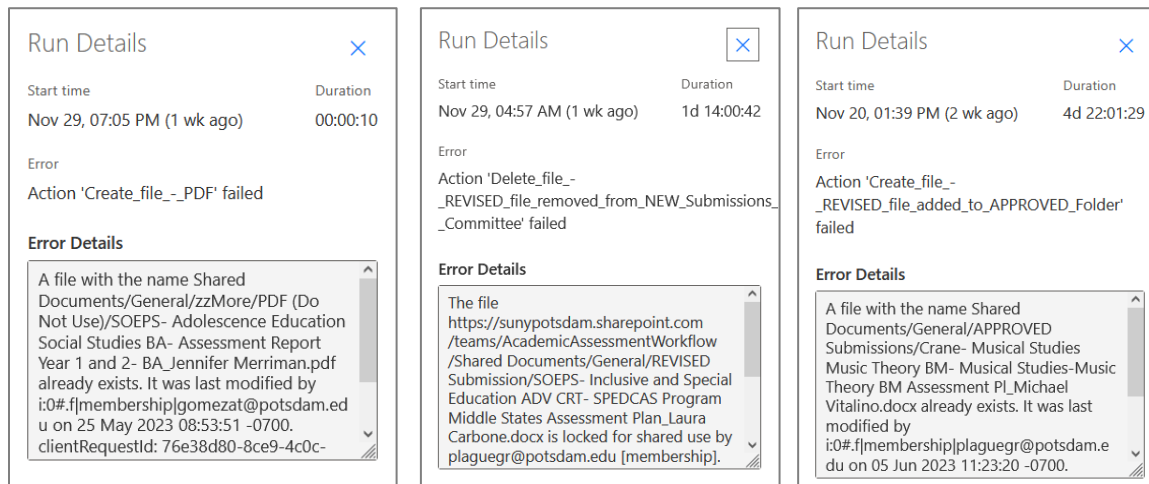 Run Details
Start time
Duration
Nov 29, 07:05 PM (1 wk ago)
00:00:10
Error
Action 'Create_file_-_PDF' failed
Error Details
A file with the name Shared
Documents/General/zzMore/PDF (Do
Not Use)/SOEPS- Adolescence Education
Social Studies BA- Assessment Report
Year 1 and 2- BA_Jennifer Merriman.pdf
already exists. It was last modified by
i:0#.f|membership|gomezat@potsdam.ed
u on 25 May 2023 08:53:51 -0700.
clientRequestId: 76e38d80-8ce9-4c0c-
Run Details
Start time
Duration
Nov 29, 04:57 AM (1 wk ago)
1d 14:00:42
Error
Action 'Delete_file_-
_REVISED_file_removed_from_NEW_Submissions_
_Committee' failed
Error Details
The file
https://sunypotsdam.sharepoint.com
/teams/AcademicAssessmentWorkflow
/Shared Documents/General/REVISED
Submission/SOEPS- Inclusive and Special
Education ADV CRT- SPEDCAS Program
Middle States Assessment Plan_Laura
Carbone.docx is locked for shared use by
plaguegr@potsdam.edu [membership].
Run Details
Start time
Duration
Nov 20, 01:39 PM (2 wk ago)
4d 22:01:29
Error
Action 'Create_file_-
_REVISED_file_added_to_APPROVED_Folder'
failed
Error Details
A file with the name Shared
Documents/General/APPROVED
Submissions/Crane- Musical Studies
Music Theory BM- Musical Studies-Music
Theory BM Assessment Pl_Michael
Vitalino.docx already exists. It was last
modified by
i:0#.f|membership|plaguegr@potsdam.e
du on 05 Jun 2023 11:23:20 -0700.